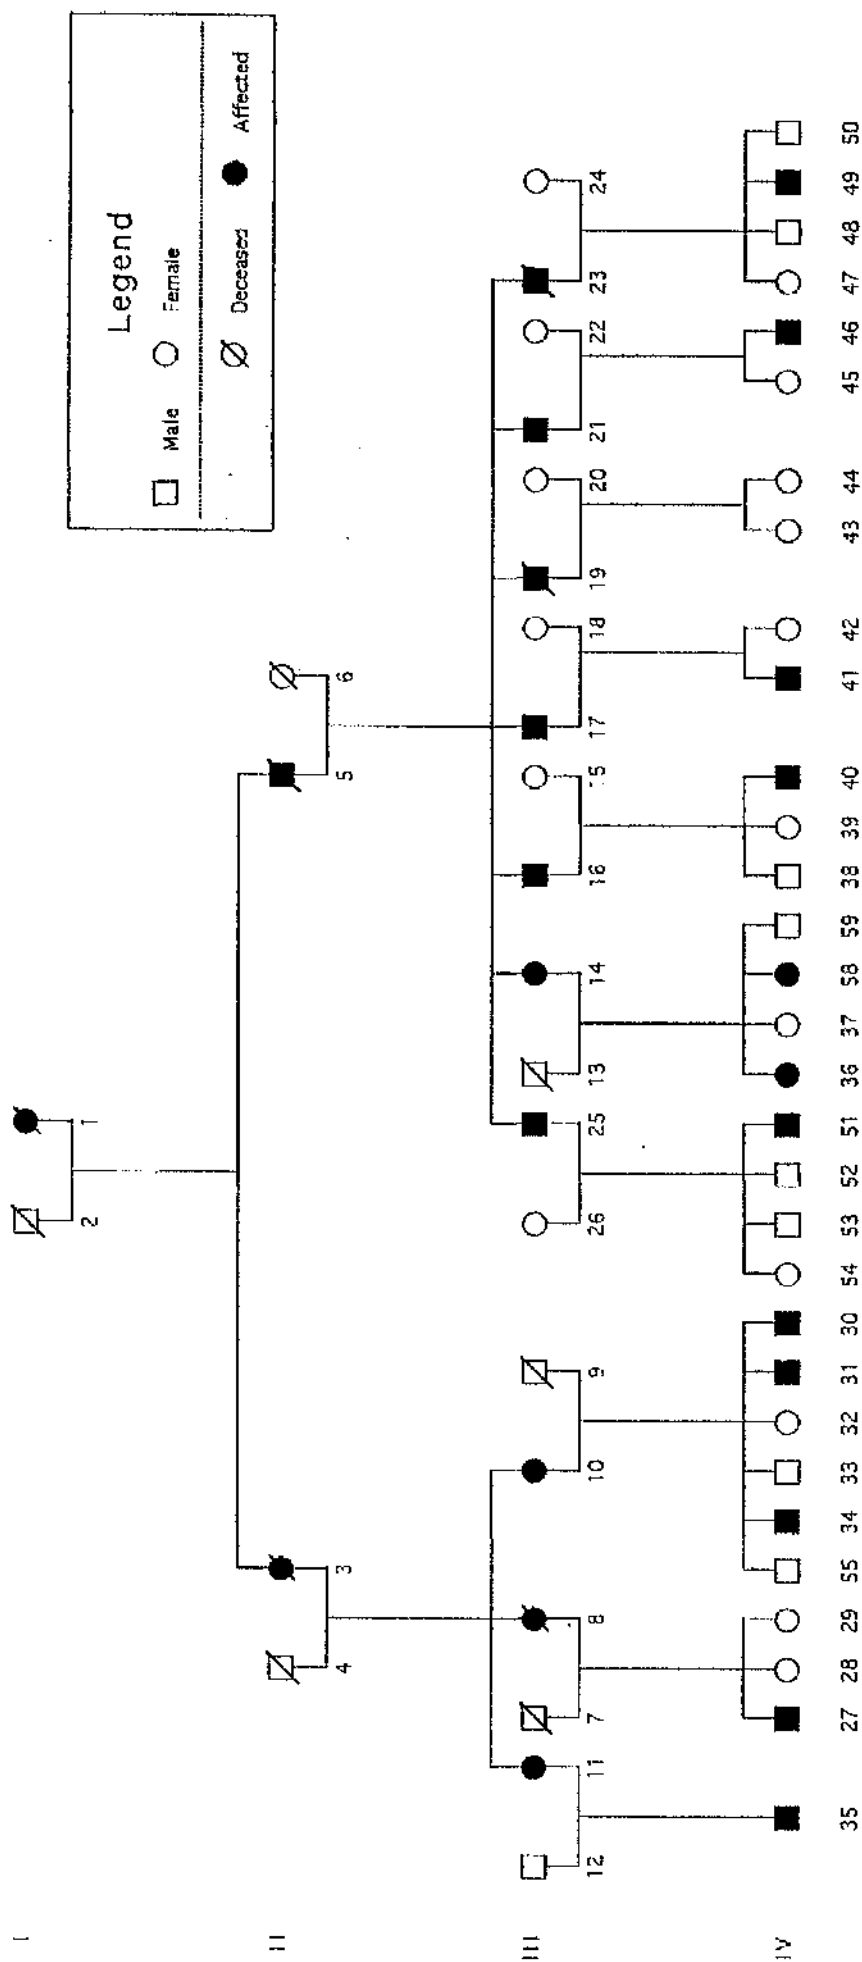 I
2 1
Legend
Male Female
Deceased Affected
II
4 3 5 6
III
12 11 7 8 10 9 26 25 13 14 16 15 17 18 19 20 21 22 23 24
IV
35 27 28 29 55 34 33 32 31 30 54 53 52 51 36 37 58 59 38 39 40 41 42 43 44 45 46 47 48 49 50